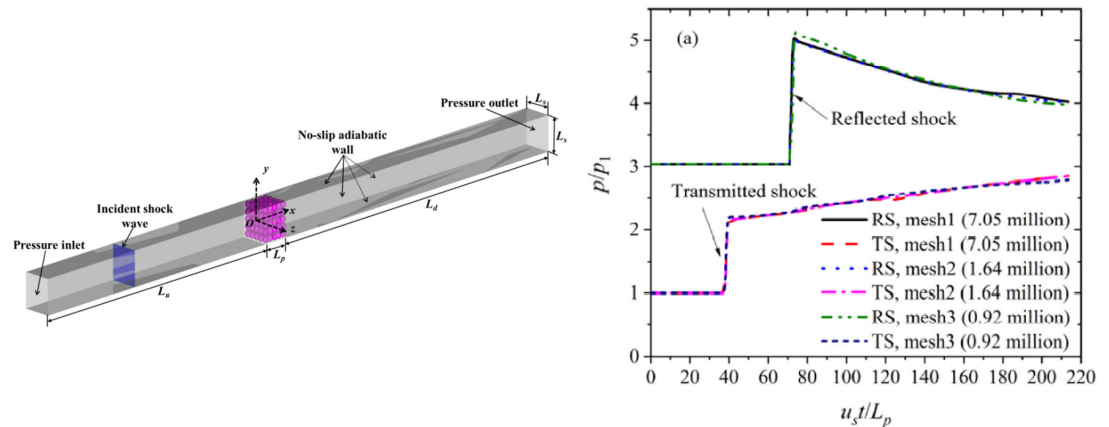 Pressure outlet
L_s
L_s
No-slip adiabatic
wall
y
x
O
z
Incident shock
wave
L_d
Pressure inlet
L_p
L_u
(a)
p/p_1
5
4
3
2
1
0
Reflected shock
Transmitted shock
RS, mesh1 (7.05 million)
TS, mesh1 (7.05 million)
RS, mesh2 (1.64 million)
TS, mesh2 (1.64 million)
RS, mesh3 (0.92 million)
TS, mesh3 (0.92 million)
0 20 40 60 80 100 120 140 160 180 200 220
u_s t/L_p